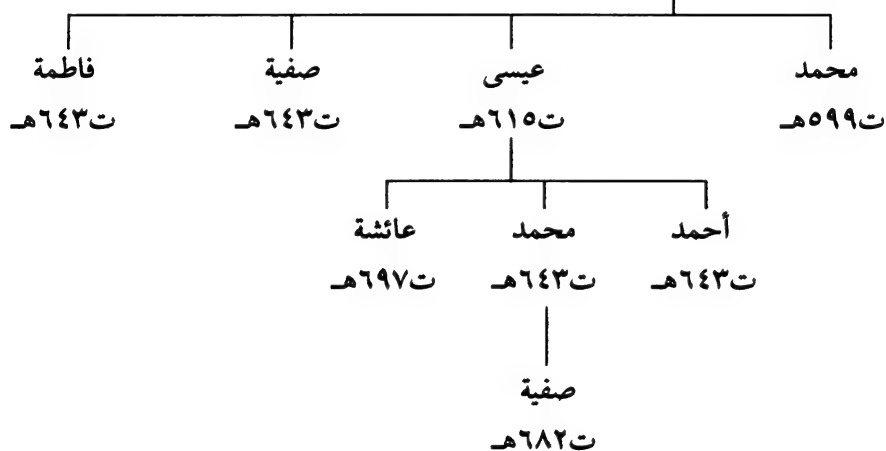 محمد عيسى صفية فاطمة
ت٥٩٩هـ ت٦١٥هـ ت٦٤٣هـ ت٦٤٣هـ
أحمد محمد عائشة
ت٦٤٣هـ ت٦٤٣هـ ت٦٩٧هـ
صفية
ت٦٨٢هـ